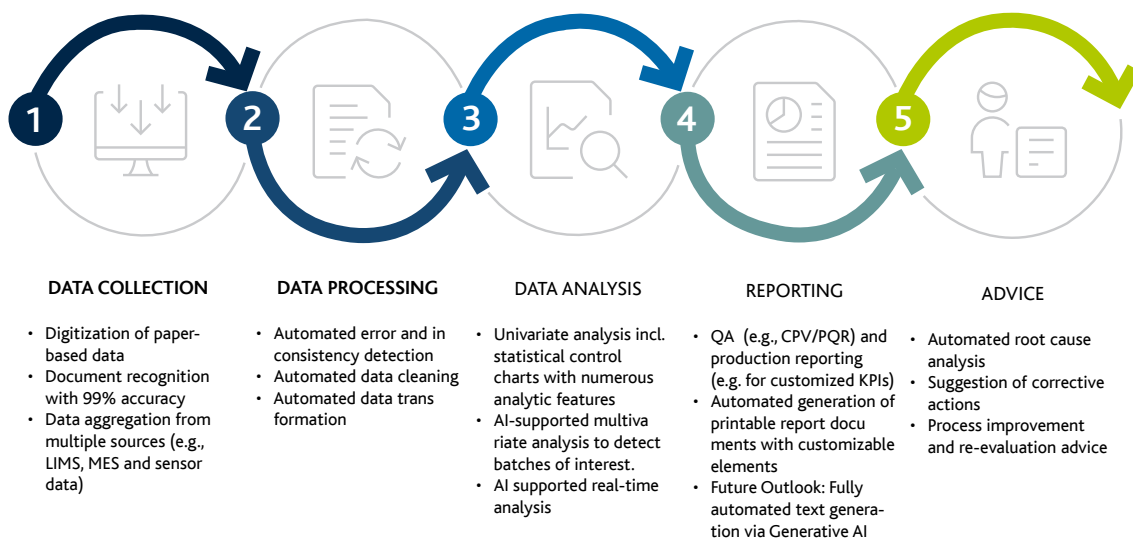 1
2
3
4
5
DATA COLLECTION
• Digitization of paper-
based data
• Document recognition
with 99% accuracy
• Data aggregation from
multiple sources (e.g.,
LIMS, MES and sensor
data)
DATA PROCESSING
• Automated error and in
consistency detection
• Automated data cleaning
• Automated data trans
formation
DATA ANALYSIS
• Univariate analysis incl.
statistical control
charts with numerous
analytic features
• AI-supported multiva
riate analysis to detect
batches of interest.
• AI supported real-time
analysis
REPORTING
• QA (e.g., CPV/PQR) and
production reporting
(e.g. for customized KPIs)
• Automated generation of
printable report docu
ments with customizable
elements
• Future Outlook: Fully
automated text genera-
tion via Generative AI
ADVICE
• Automated root cause
analysis
• Suggestion of corrective
actions
• Process improvement
and re-evaluation advice